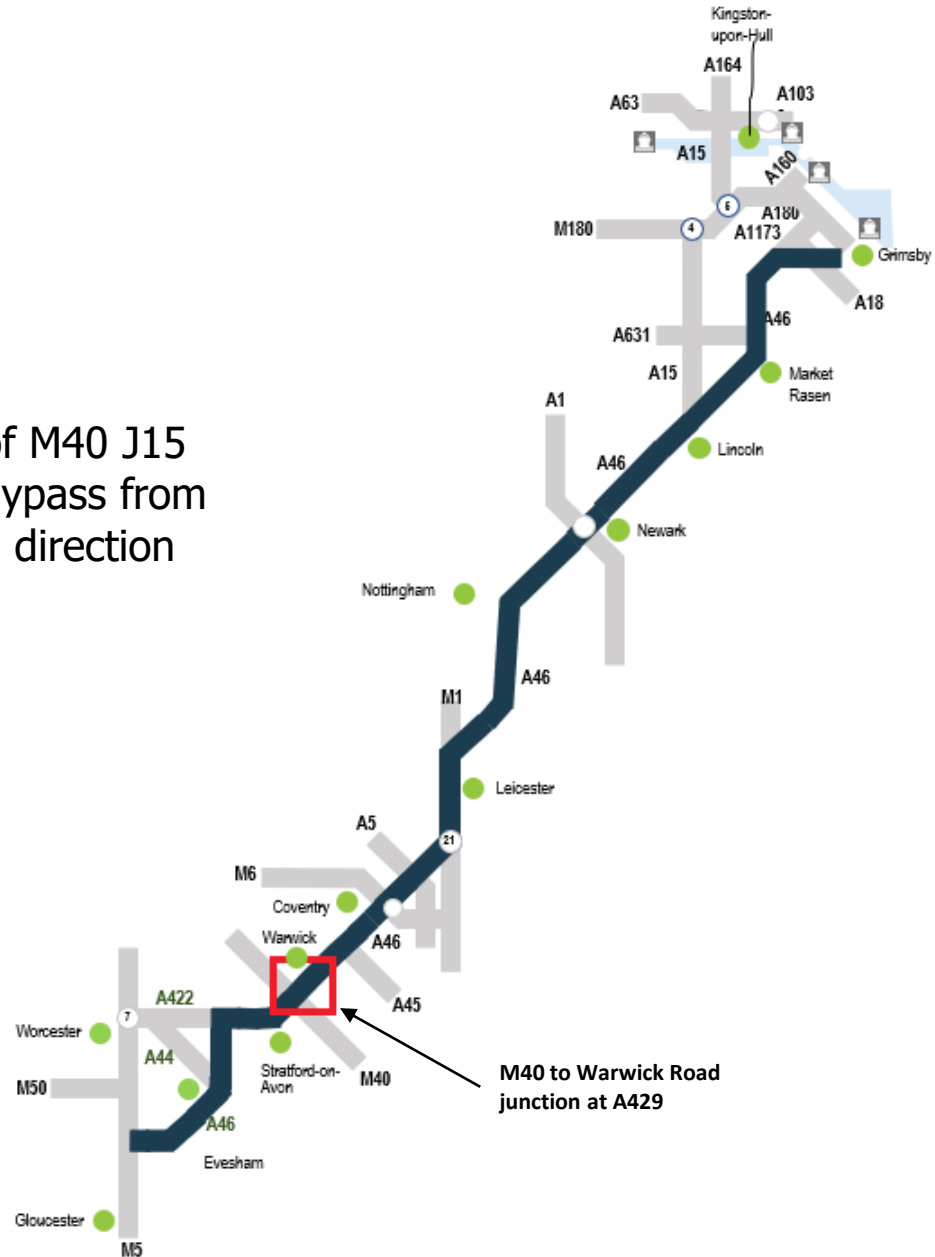 Kingston-
upon-Hull
A164
A63
A103
A15
A160
A180
M180
4
6
A1173
Grimsby
A18
A46
A631
A15
Market
Rasen
A1
Lincoln
of M40 J15
ypass from
direction
A46
Newark
Nottingham
A46
M1
Leicester
A5
21
M6
Coventry
Warwick
A46
A45
A422
7
Worcester
A44
Stratford-on-
Avon
M40
M50
M40 to Warwick Road
junction at A429
A46
Evesham
Gloucester
M5